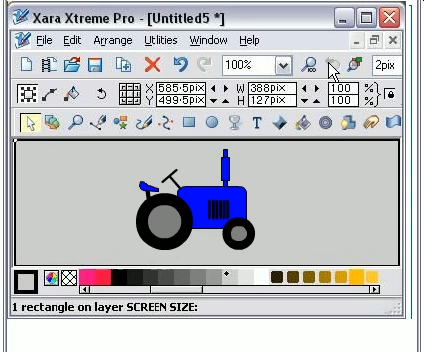 Xara Xtreme Pro - [Untitled5 *]
File Edit Arrange Utilities Window Help
100% 2pix
X 585·5pix W 388pix 100 %
Y 499·5pix H 127pix 100 %
1 rectangle on layer SCREEN SIZE: